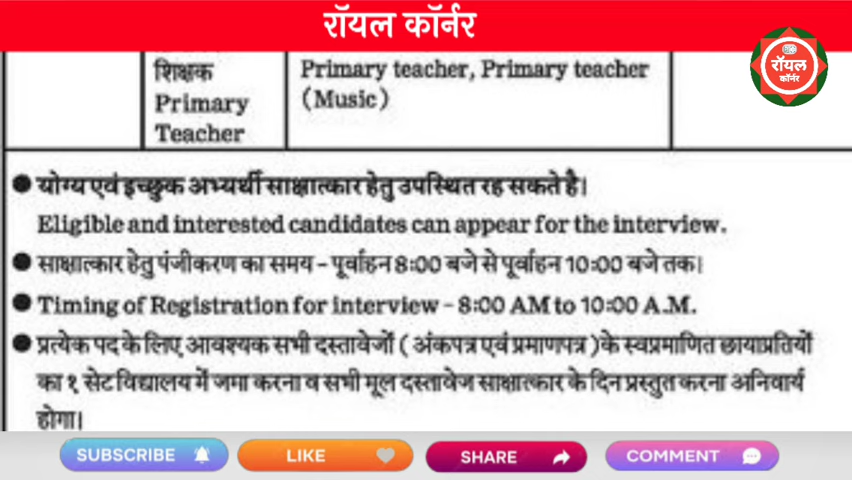 रॉयल कॉर्नर
रॉयल
कॉर्नर
शिक्षक
Primary
Teacher
Primary teacher, Primary teacher
(Music)
● योग्य एवं इच्छुक अभ्यर्थी साक्षात्कार हेतु उपस्थित रह सकते है।
Eligible and interested candidates can appear for the interview.
● साक्षात्कार हेतु पंजीकरण का समय – पूर्वाहन 8:00 बजे से पूर्वाहन 10:00 बजे तक।
● Timing of Registration for interview – 8:00 AM to 10:00 A.M.
● प्रत्येक पद के लिए आवश्यक सभी दस्तावेजों ( अंकपत्र एवं प्रमाणपत्र ) के स्वप्रमाणित छायाप्रतियों
का १ सेट विद्यालय में जमा करना व सभी मूल दस्तावेज साक्षात्कार के दिन प्रस्तुत करना अनिवार्य
होगा।
SUBSCRIBE
LIKE
SHARE
COMMENT